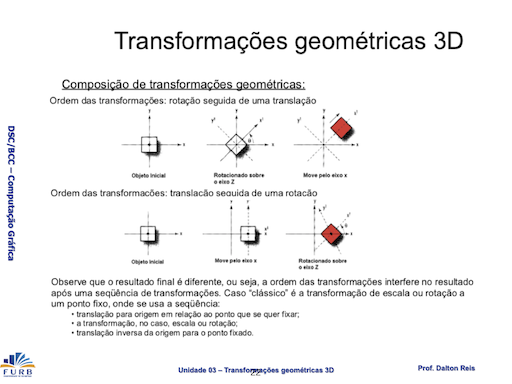 Transformações geométricas 3D
Composição de transformações geométricas:
Ordem das transformações: rotação seguida de uma translação
Objeto Inicial
Rotacionado sobre
o eixo Z
Move pelo eixo x
Ordem das transformações: translação seguida de uma rotação
Objeto Inicial
Move pelo eixo x
Rotacionado sobre
o eixo Z
Observe que o resultado final é diferente, ou seja, a ordem das transformações interfere no resultado
após uma seqüência de transformações. Caso “clássico” é a transformação de escala ou rotação a
um ponto fixo, onde se usa a seqüência:
• translação para origem em relação ao ponto que se quer fixar;
• a transformação, no caso, escala ou rotação;
• translação inversa da origem para o ponto fixado.
DSC/BCC – Computação Gráfica
FURB
Unidade 03 – Transformações geométricas 3D
22
Prof. Dalton Reis